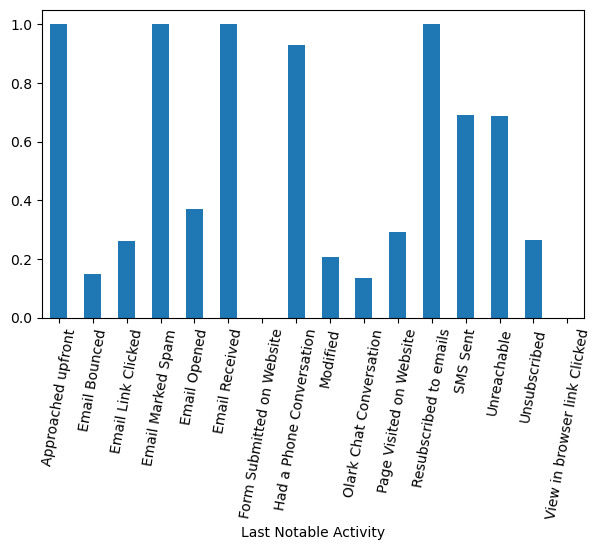 1.0
0.8
0.6
0.4
0.2
0.0
Approached upfront
Email Bounced
Email Link Clicked
Email Marked Spam
Email Opened
Email Received
Form Submitted on Website
Had a Phone Conversation
Modified
Olark Chat Conversation
Page Visited on Website
Resubscribed to emails
SMS Sent
Unreachable
Unsubscribed
View in browser link Clicked
Last Notable Activity